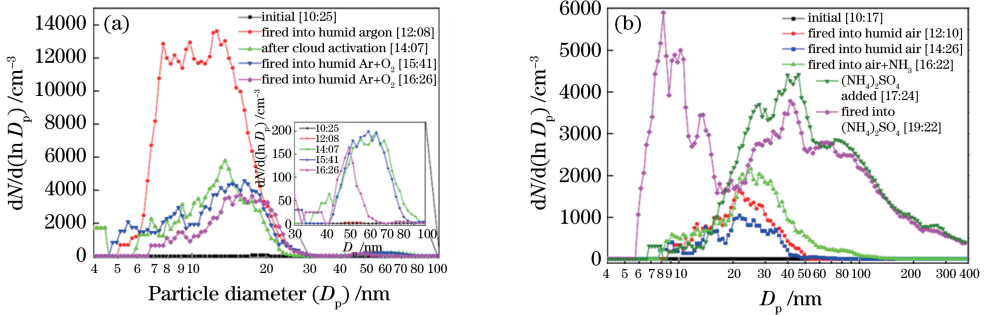 (a)
initial [10:25]
fired into humid argon [12:08]
after cloud activation [14:07]
fired into humid Ar+O2 [15:41]
fired into humid Ar+O2 [16:26]
dN/d(ln Dp) /cm−3
14000
12000
10000
8000
6000
4000
2000
0
4 5 6 7 8 9 10 20 30 40 50 60 80 100
Particle diameter (Dp) /nm
10:25
12:08
14:07
15:41
16:26
200
150
100
50
0
30 40 50 60 70 80 100
Dp /nm
(b)
initial [10:17]
fired into humid air [12:10]
fired into humid air [14:26]
fired into air+NH3 [16:22]
(NH4)2SO4
added [17:24]
fired into
(NH4)2SO4 [19:22]
dN/d(ln Dp) /cm−3
6000
5000
4000
3000
2000
1000
0
4 5 6 7 8 9 10 20 30 40 50 60 80 100 200 300 400
Dp /nm